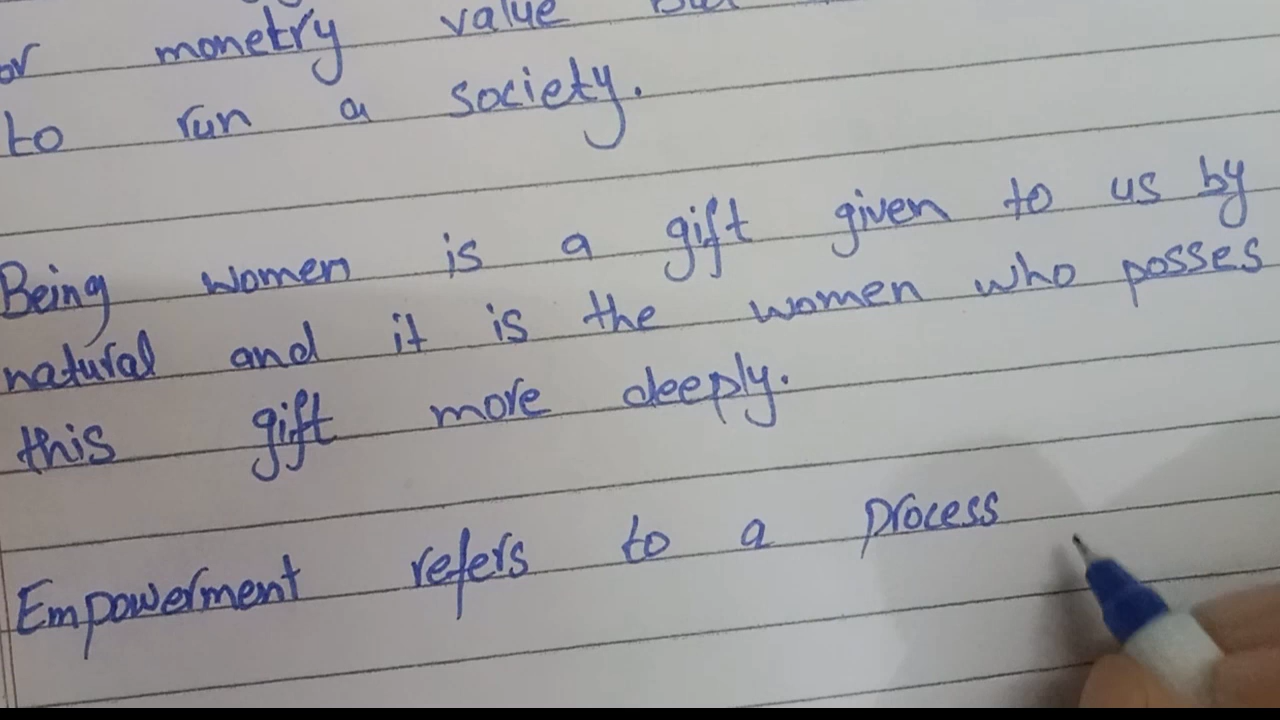 or monetry value
to run a society.
Being women is a gift given to us by
natural and it is the women who posses
this gift more deeply.
Empowerment refers to a process